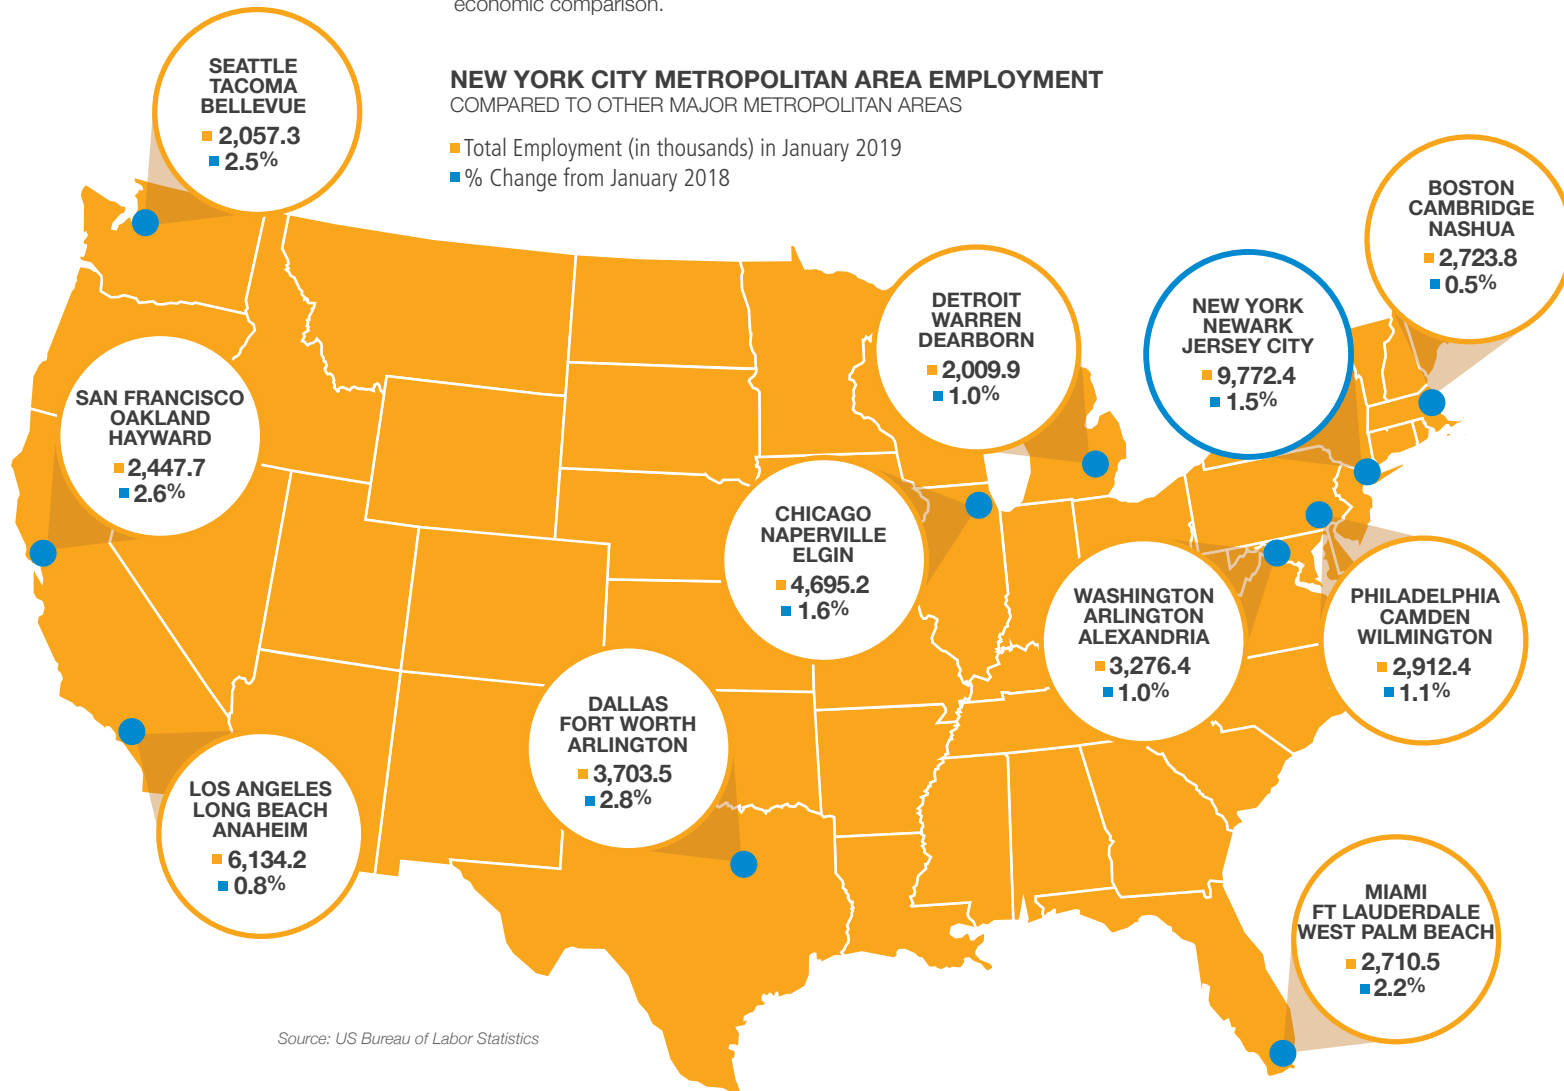 economic comparison.
NEW YORK CITY METROPOLITAN AREA EMPLOYMENT
COMPARED TO OTHER MAJOR METROPOLITAN AREAS
Total Employment (in thousands) in January 2019
% Change from January 2018
SEATTLE
TACOMA
BELLEVUE
2,057.3
2.5%
BOSTON
CAMBRIDGE
NASHUA
2,723.8
0.5%
DETROIT
WARREN
DEARBORN
2,009.9
1.0%
NEW YORK
NEWARK
JERSEY CITY
9,772.4
1.5%
SAN FRANCISCO
OAKLAND
HAYWARD
2,447.7
2.6%
CHICAGO
NAPERVILLE
ELGIN
4,695.2
1.6%
WASHINGTON
ARLINGTON
ALEXANDRIA
3,276.4
1.0%
PHILADELPHIA
CAMDEN
WILMINGTON
2,912.4
1.1%
DALLAS
FORT WORTH
ARLINGTON
3,703.5
2.8%
LOS ANGELES
LONG BEACH
ANAHEIM
6,134.2
0.8%
MIAMI
FT LAUDERDALE
WEST PALM BEACH
2,710.5
2.2%
Source: US Bureau of Labor Statistics